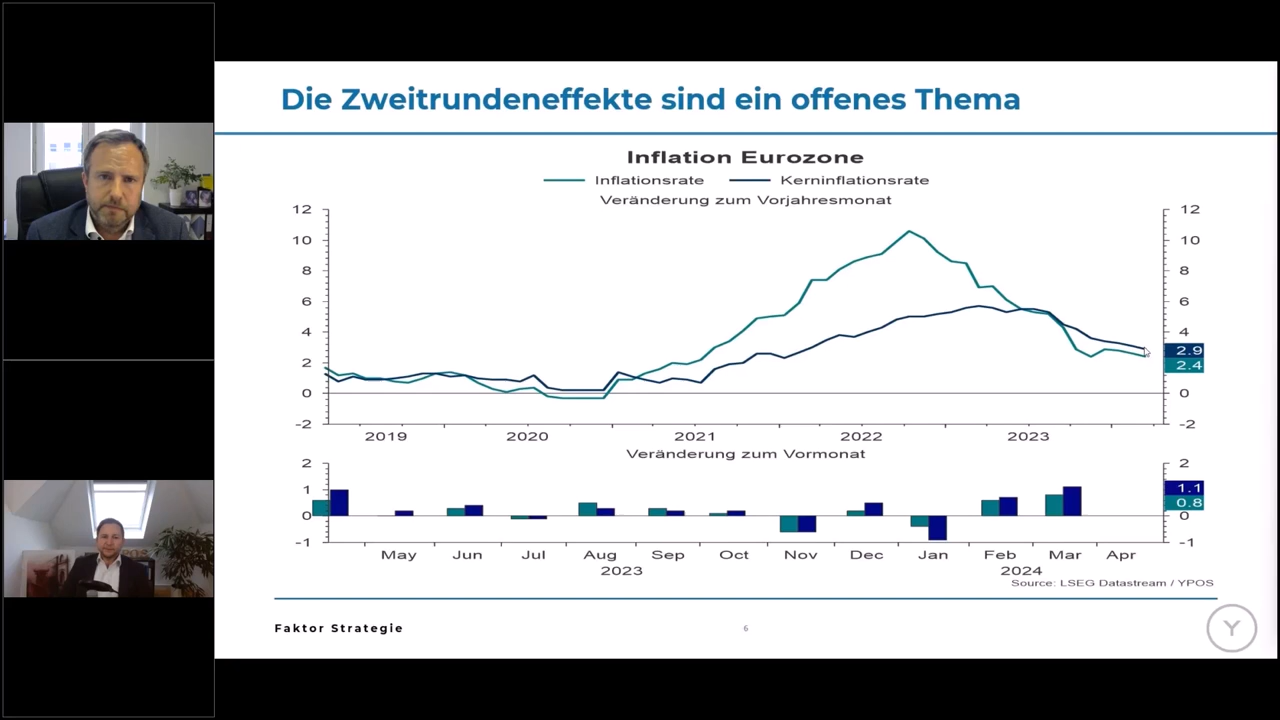 Die Zweitrundeneffekte sind ein offenes Thema
Inflation Eurozone
Inflationsrate Kerninflationsrate
Veränderung zum Vorjahresmonat
12 12
10 10
8 8
6 6
4 4
2.9
2 2.4
0 0
-2 -2
2019 2020 2021 2022 2023
Veränderung zum Vormonat
2 2
1 1.1
0.8
0 0
-1 -1
May Jun Jul Aug Sep Oct Nov Dec Jan Feb Mar Apr
2023 2024
Source: LSEG Datastream / YPOS
Faktor Strategie 6 Y